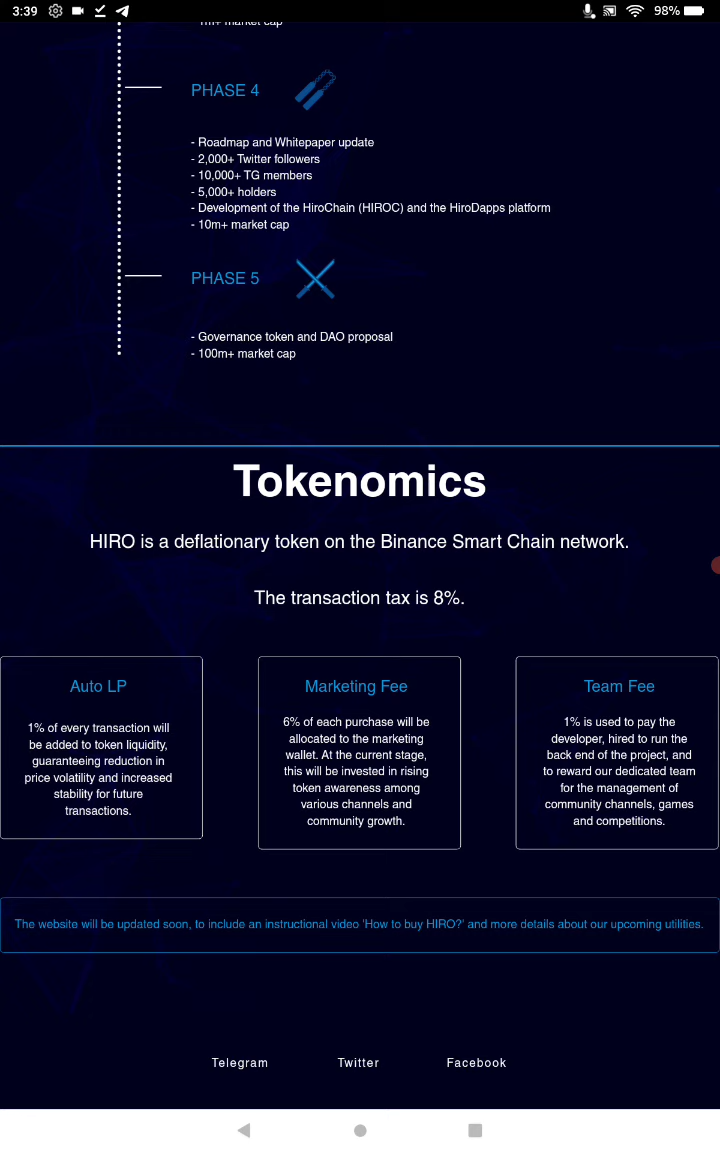 3:39
98%
1m+ market cap
PHASE 4
- Roadmap and Whitepaper update
- 2,000+ Twitter followers
- 10,000+ TG members
- 5,000+ holders
- Development of the HiroChain (HIROC) and the HiroDapps platform
- 10m+ market cap
PHASE 5
- Governance token and DAO proposal
- 100m+ market cap
Tokenomics
HIRO is a deflationary token on the Binance Smart Chain network.
The transaction tax is 8%.
Auto LP
1% of every transaction will
be added to token liquidity,
guaranteeing reduction in
price volatility and increased
stability for future
transactions.
Marketing Fee
6% of each purchase will be
allocated to the marketing
wallet. At the current stage,
this will be invested in rising
token awareness among
various channels and
community growth.
Team Fee
1% is used to pay the
developer, hired to run the
back end of the project, and
to reward our dedicated team
for the management of
community channels, games
and competitions.
The website will be updated soon, to include an instructional video 'How to buy HIRO?' and more details about our upcoming utilities.
Telegram
Twitter
Facebook